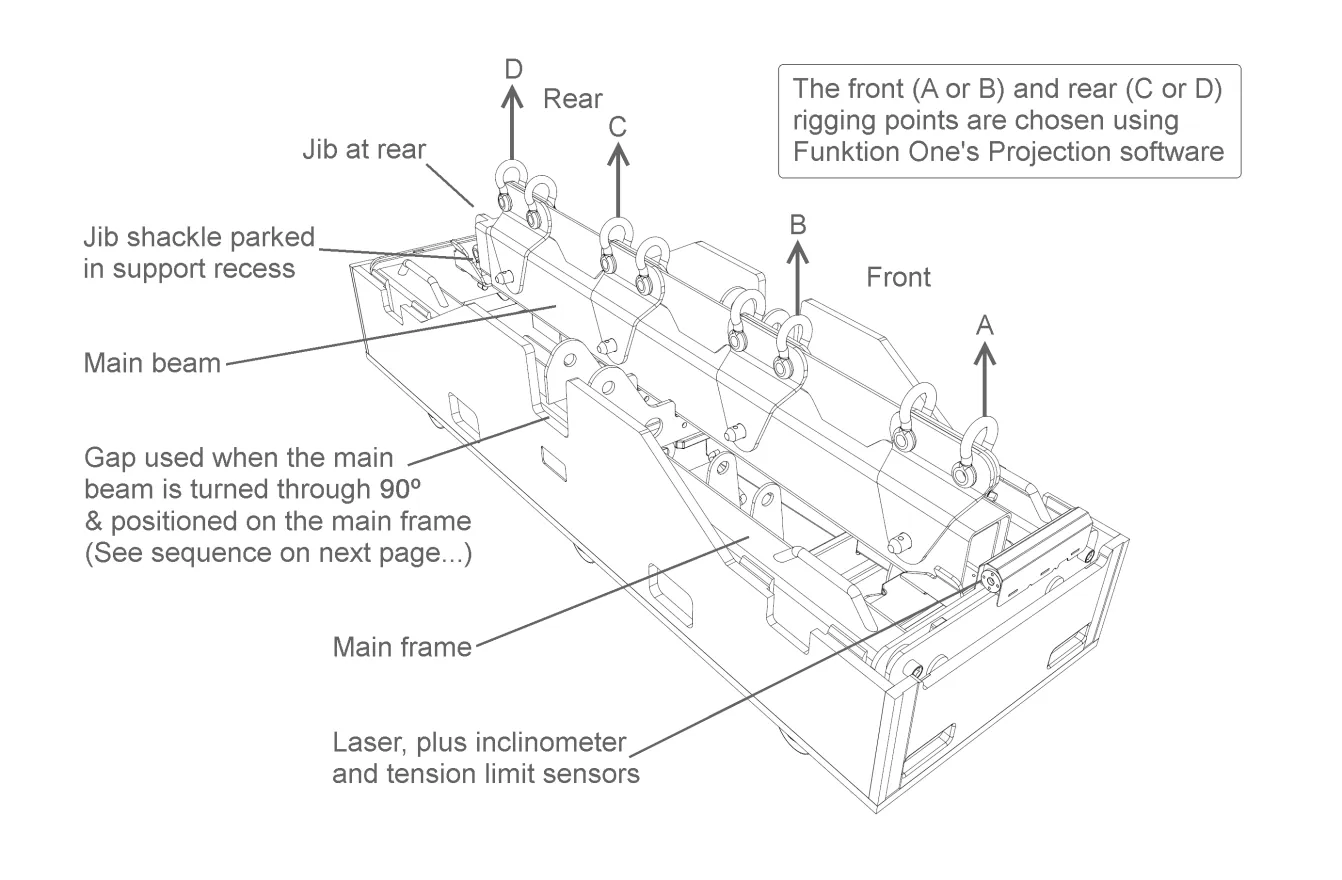 D
Rear
C
Jib at rear
The front (A or B) and rear (C or D)
rigging points are chosen using
Funktion One's Projection software
Jib shackle parked
in support recess
B
Front
A
Main beam
Gap used when the main
beam is turned through 90º
& positioned on the main frame
(See sequence on next page...)
Main frame
Laser, plus inclinometer
and tension limit sensors